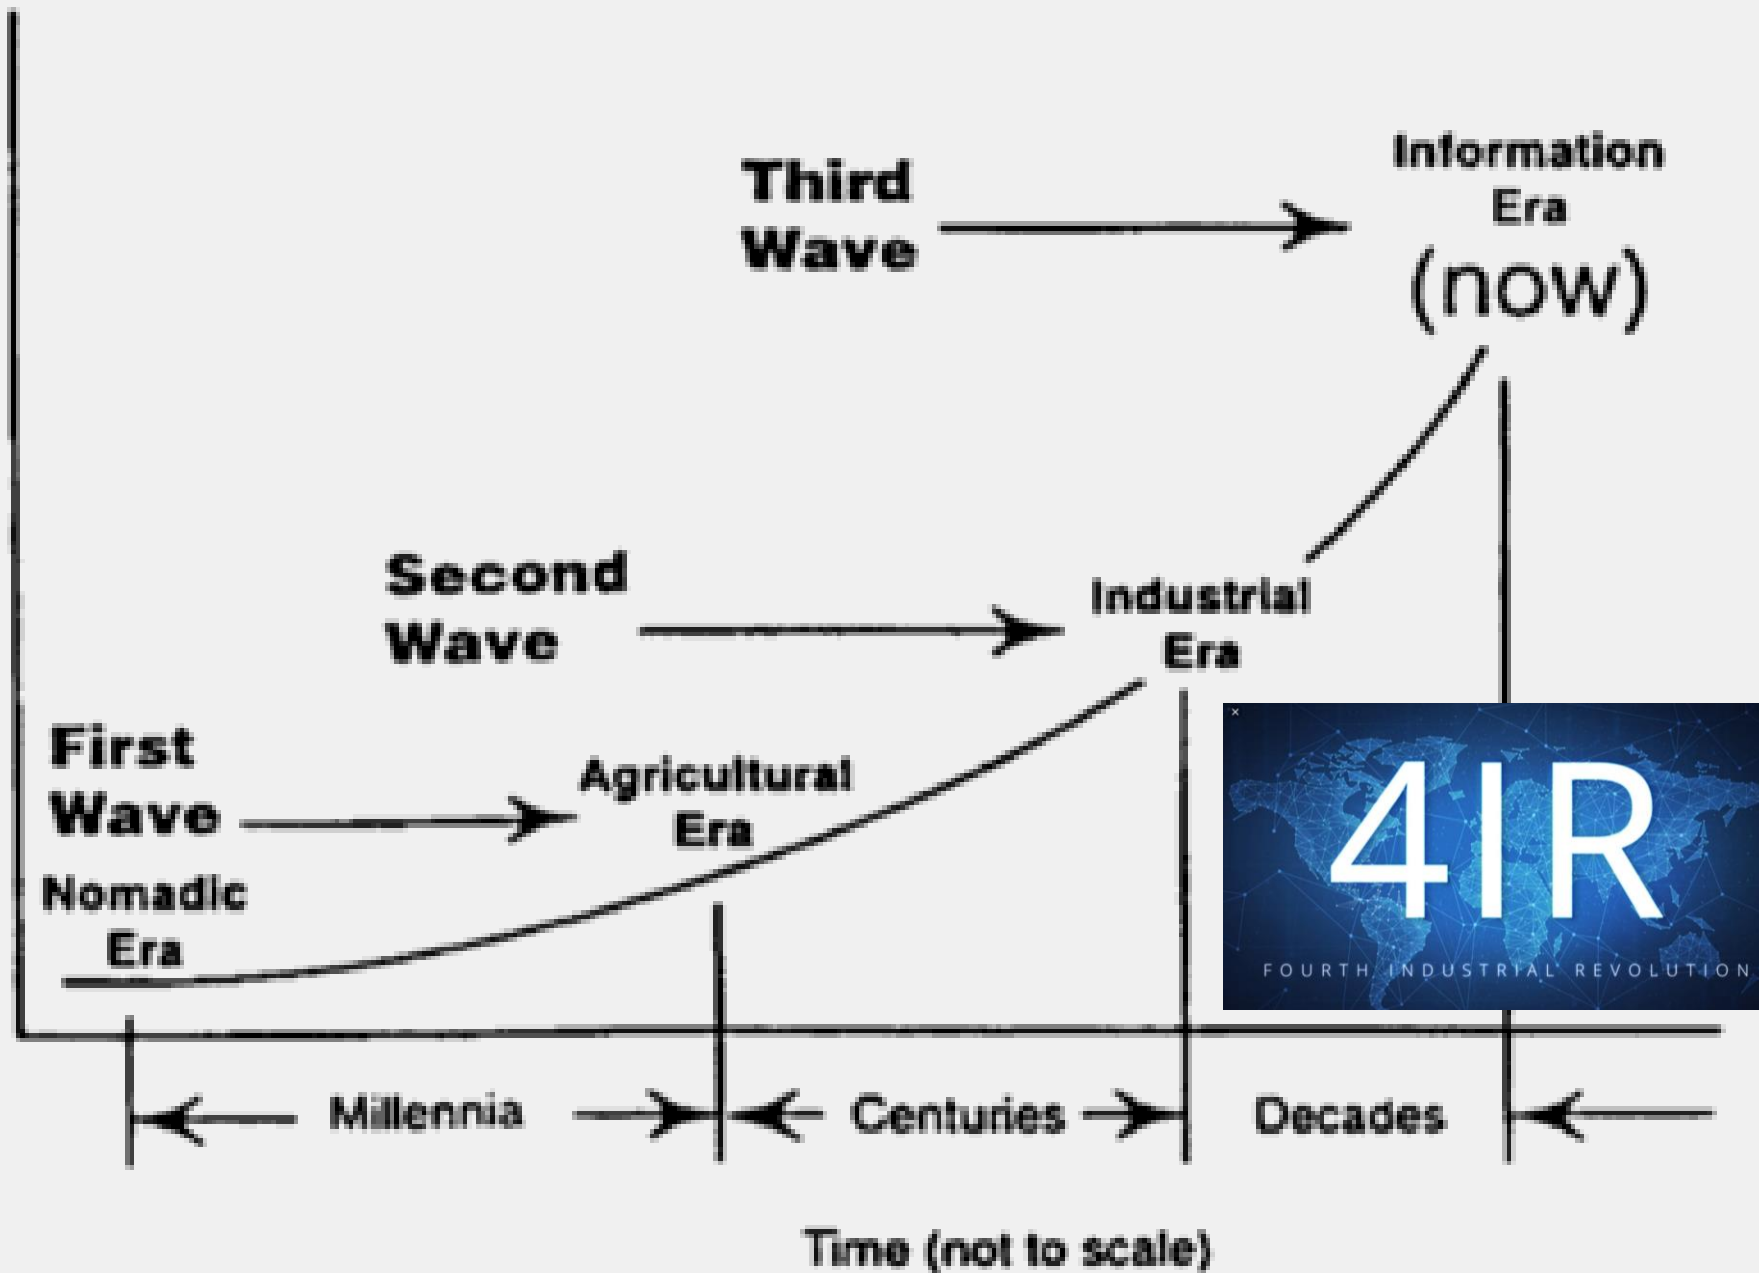 Third
Wave
Information
Era
(now)
Second
Wave
Industrial
Era
First
Wave
Agricultural
Era
Nomadic
Era
4IR
FOURTH INDUSTRIAL REVOLUTION
Millennia
Centuries
Decades
Time (not to scale)